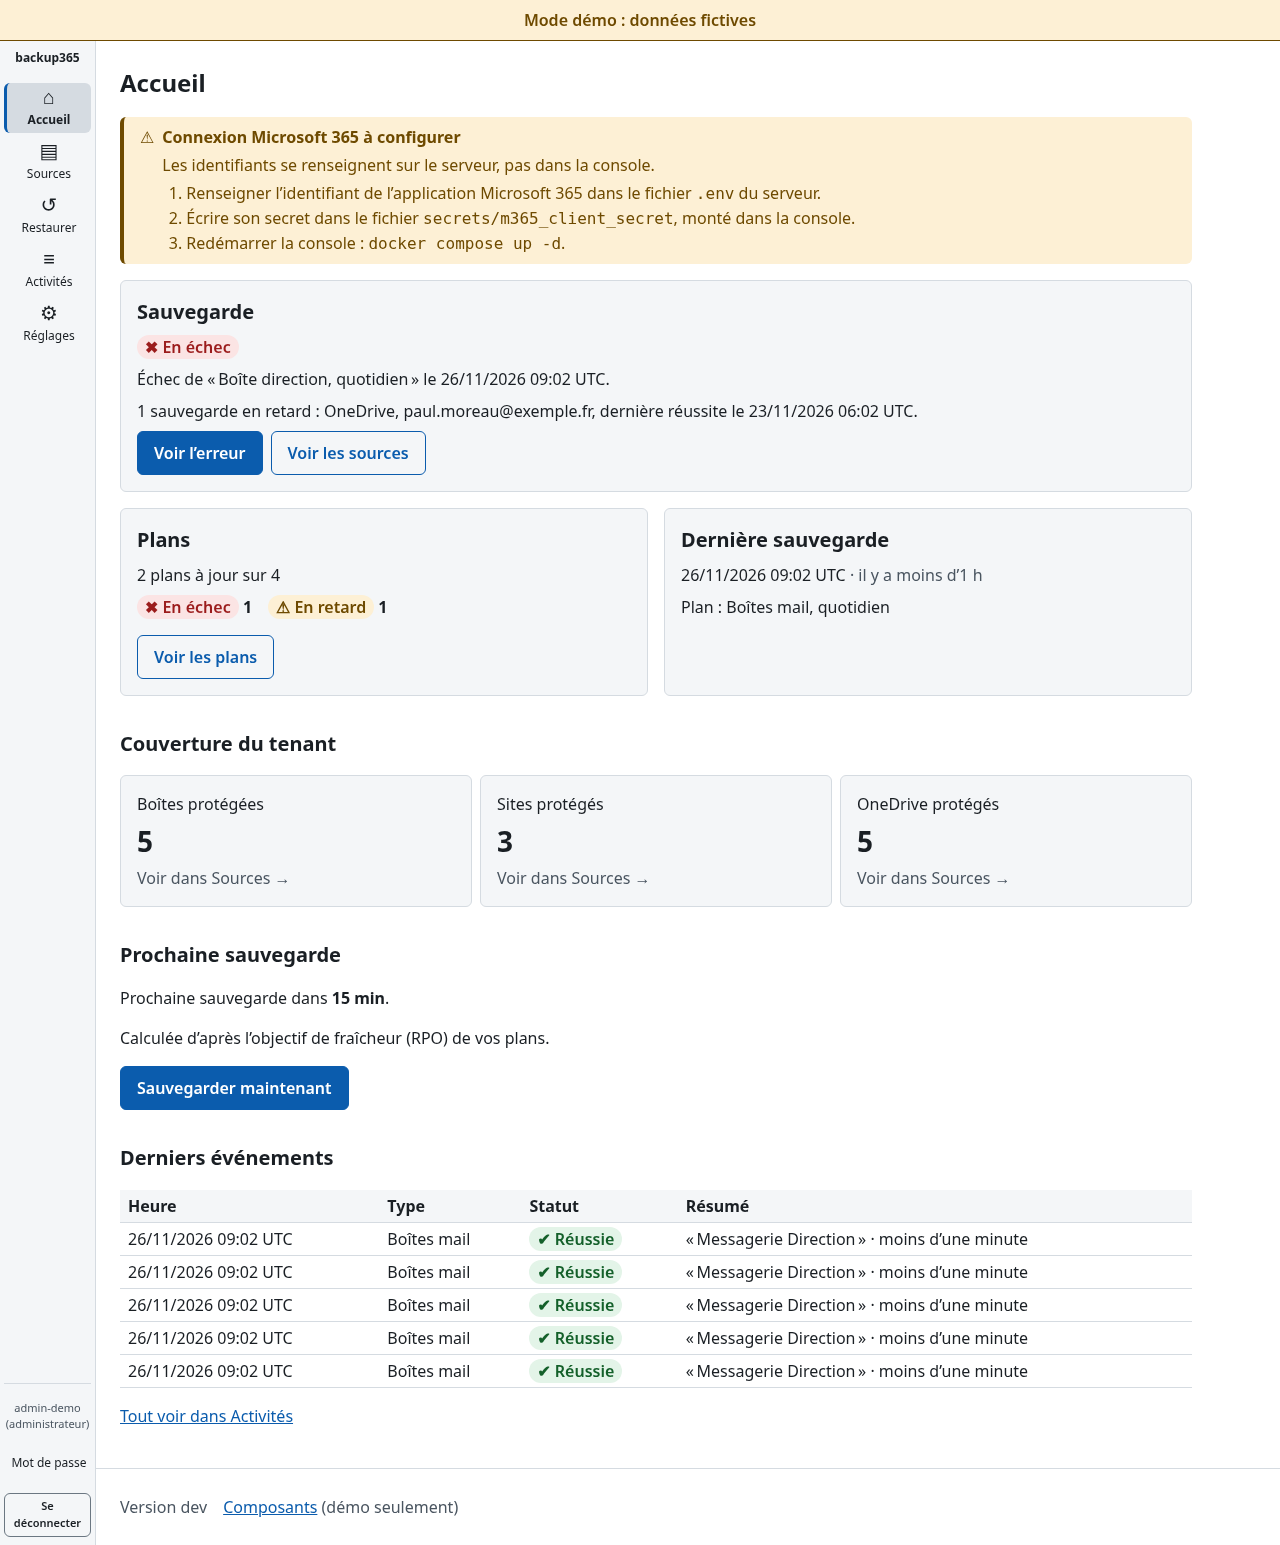 Mode démo : données fictives
backup365
⌂
Accueil
▤
Sources
↺
Restaurer
≡
Activités
⚙
Réglages
admin-demo
(administrateur)
Mot de passe
Se
déconnecter
Accueil
⚠ Connexion Microsoft 365 à configurer
Les identifiants se renseignent sur le serveur, pas dans la console.
1. Renseigner l’identifiant de l’application Microsoft 365 dans le fichier .env du serveur.
2. Écrire son secret dans le fichier secrets/m365_client_secret, monté dans la console.
3. Redémarrer la console : docker compose up -d.
Sauvegarde
✖ En échec
Échec de « Boîte direction, quotidien » le 26/11/2026 09:02 UTC.
1 sauvegarde en retard : OneDrive, paul.moreau@exemple.fr, dernière réussite le 23/11/2026 06:02 UTC.
Voir l’erreur Voir les sources
Plans
2 plans à jour sur 4
✖ En échec 1 ⚠ En retard 1
Voir les plans
Dernière sauvegarde
26/11/2026 09:02 UTC · il y a moins d’1 h
Plan : Boîtes mail, quotidien
Couverture du tenant
Boîtes protégées
5
Voir dans Sources →
Sites protégés
3
Voir dans Sources →
OneDrive protégés
5
Voir dans Sources →
Prochaine sauvegarde
Prochaine sauvegarde dans 15 min.
Calculée d’après l’objectif de fraîcheur (RPO) de vos plans.
Sauvegarder maintenant
Derniers événements
Heure Type Statut Résumé
26/11/2026 09:02 UTC Boîtes mail ✔ Réussie « Messagerie Direction » · moins d’une minute
26/11/2026 09:02 UTC Boîtes mail ✔ Réussie « Messagerie Direction » · moins d’une minute
26/11/2026 09:02 UTC Boîtes mail ✔ Réussie « Messagerie Direction » · moins d’une minute
26/11/2026 09:02 UTC Boîtes mail ✔ Réussie « Messagerie Direction » · moins d’une minute
26/11/2026 09:02 UTC Boîtes mail ✔ Réussie « Messagerie Direction » · moins d’une minute
Tout voir dans Activités
Version dev Composants (démo seulement)